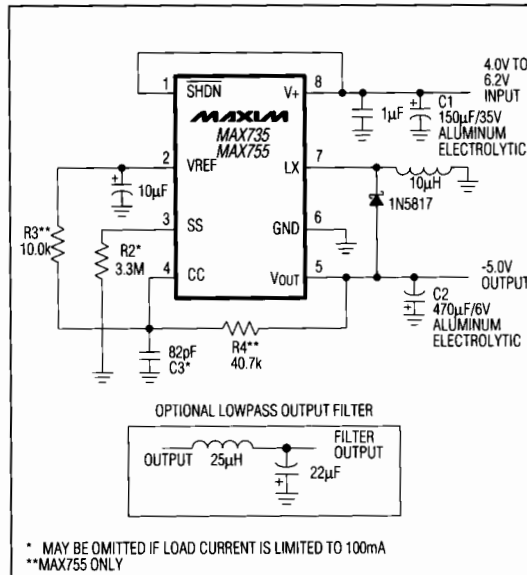 4.0V TO
6.2V
INPUT
1
SHDN
V+
8
MAXIM
MAX735
MAX755
1µF
C1
150µF/35V
ALUMINUM
ELECTROLYTIC
2
VREF
LX
7
10µF
10µH
1N5817
R3**
10.0k
3
SS
GND
6
R2*
3.3M
4
CC
VOUT
5
-5.0V
OUTPUT
C2
470µF/6V
ALUMINUM
ELECTROLYTIC
82pF
C3*
R4**
40.7k
OPTIONAL LOWPASS OUTPUT FILTER
OUTPUT
25µH
FILTER
OUTPUT
22µF
* MAY BE OMITTED IF LOAD CURRENT IS LIMITED TO 100mA
**MAX755 ONLY